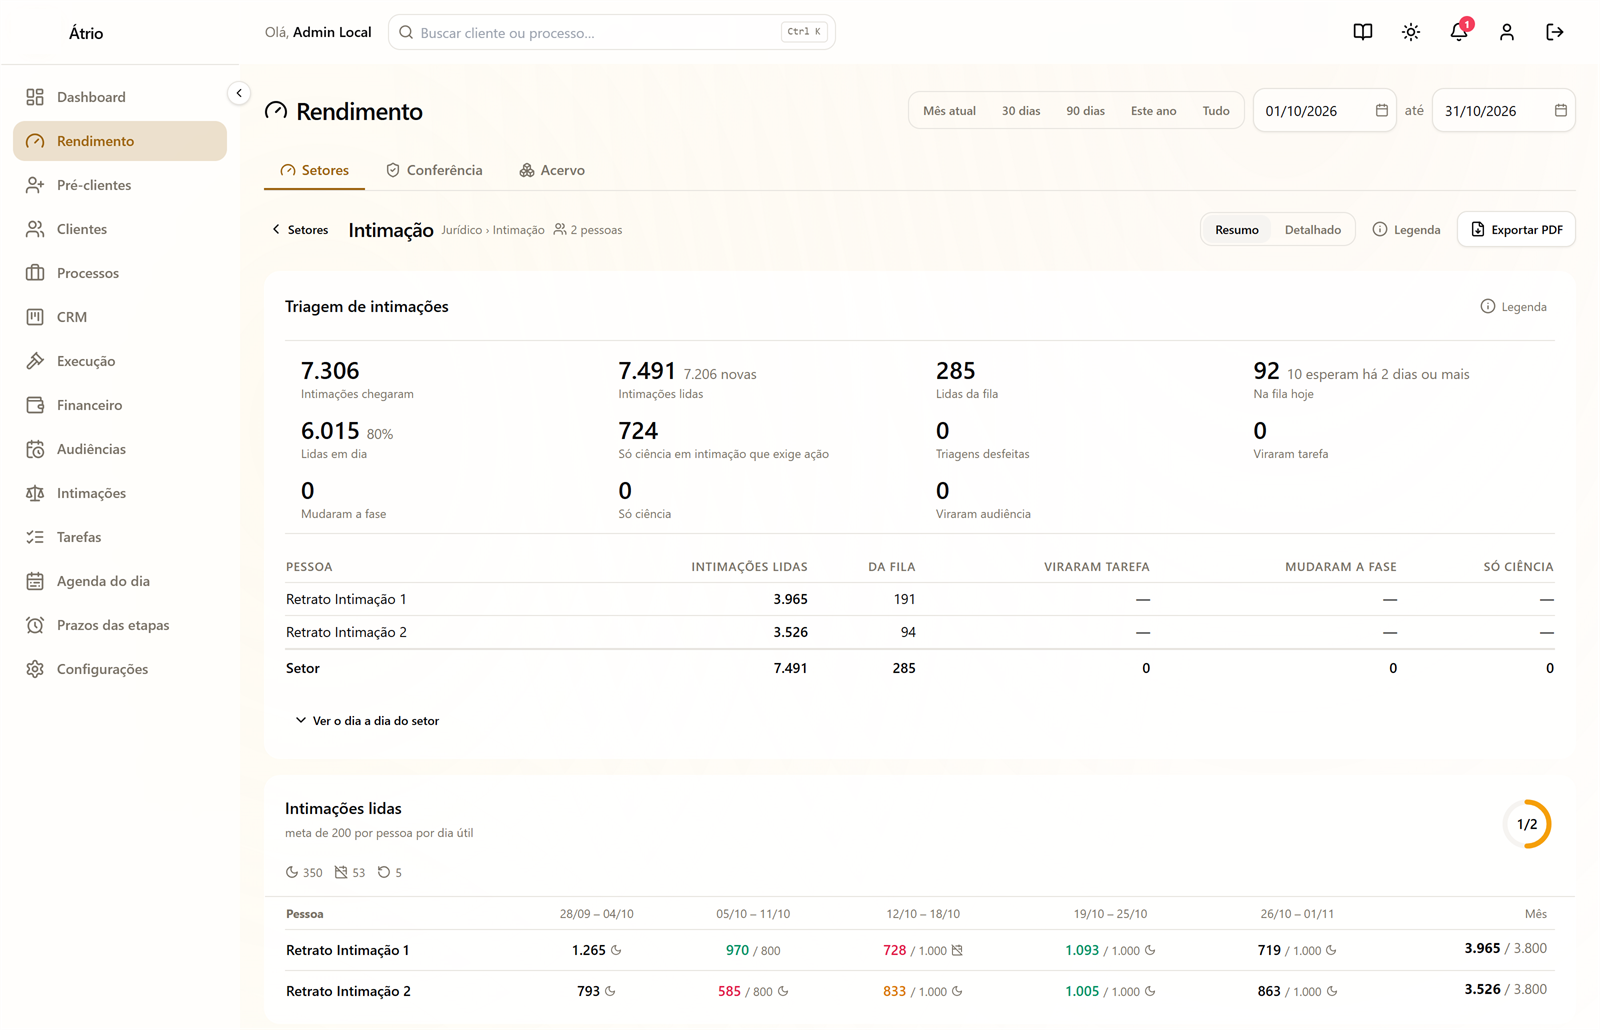 Átrio
Olá, Admin Local
Buscar cliente ou processo...
Ctrl K
1
Dashboard
Rendimento
Pré-clientes
Clientes
Processos
CRM
Execução
Financeiro
Audiências
Intimações
Tarefas
Agenda do dia
Prazos das etapas
Configurações
Rendimento
Mês atual 30 dias 90 dias Este ano Tudo
01/10/2026 até 31/10/2026
Setores Conferência Acervo
Setores Intimação Jurídico › Intimação 2 pessoas
Resumo Detalhado Legenda Exportar PDF
Triagem de intimações Legenda
7.306 7.491 7.206 novas 285 92 10 esperam há 2 dias ou mais
Intimações chegaram Intimações lidas Lidas da fila Na fila hoje
6.015 80% 724 0 0
Lidas em dia Só ciência em intimação que exige ação Triagens desfeitas Viraram tarefa
0 0 0
Mudaram a fase Só ciência Viraram audiência
PESSOA INTIMAÇÕES LIDAS DA FILA VIRARAM TAREFA MUDARAM A FASE SÓ CIÊNCIA
Retrato Intimação 1 3.965 191 — — —
Retrato Intimação 2 3.526 94 — — —
Setor 7.491 285 0 0 0
Ver o dia a dia do setor
Intimações lidas
meta de 200 por pessoa por dia útil
1/2
350 53 5
Pessoa 28/09 – 04/10 05/10 – 11/10 12/10 – 18/10 19/10 – 25/10 26/10 – 01/11 Mês
Retrato Intimação 1 1.265 970 / 800 728 / 1.000 1.093 / 1.000 719 / 1.000 3.965 / 3.800
Retrato Intimação 2 793 585 / 800 833 / 1.000 1.005 / 1.000 863 / 1.000 3.526 / 3.800